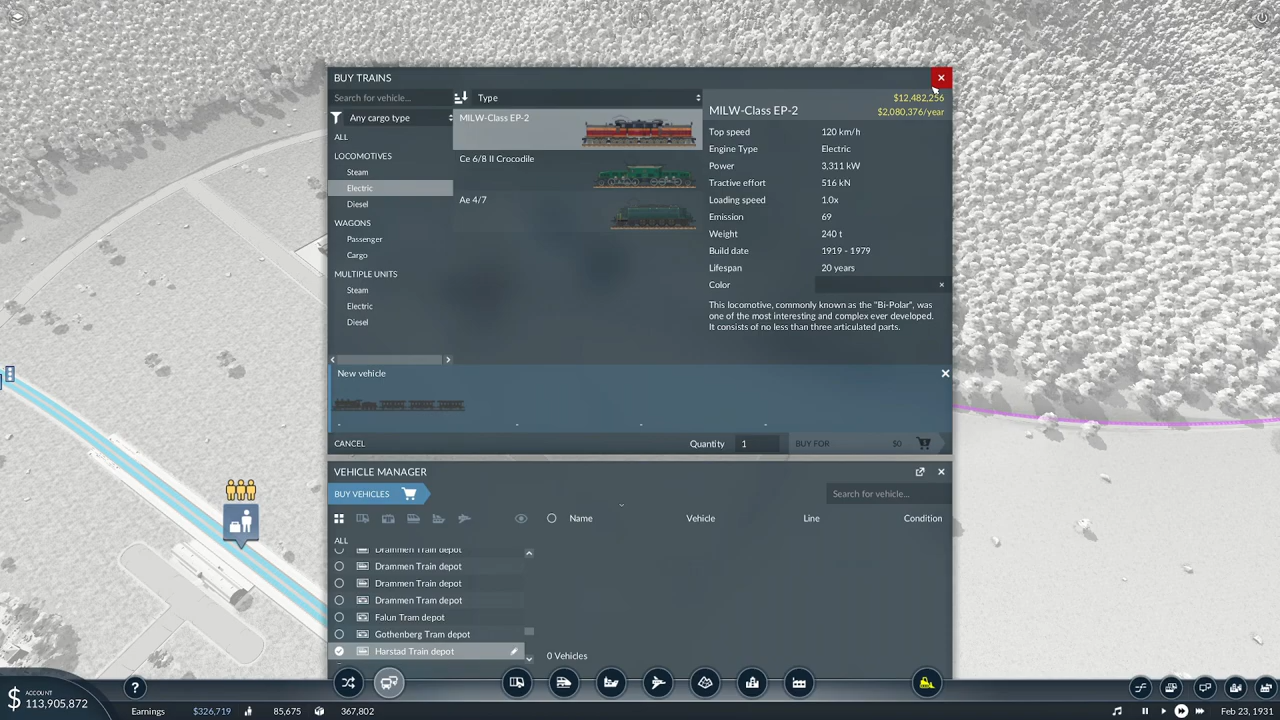 BUY TRAINS
Search for vehicle...
Type
$12,482,256
MILW-Class EP-2
$2,080,376/year
Any cargo type
MILW-Class EP-2
ALL
LOCOMOTIVES
Steam
Electric
Diesel
WAGONS
Passenger
Cargo
MULTIPLE UNITS
Steam
Electric
Diesel
Ce 6/8 II Crocodile
Ae 4/7
Top speed 120 km/h
Engine Type Electric
Power 3,311 kW
Tractive effort 516 kN
Loading speed 1.0x
Emission 69
Weight 240 t
Build date 1919 - 1979
Lifespan 20 years
Color
This locomotive, commonly known as the "Bi-Polar", was
one of the most interesting and complex ever developed.
It consists of no less than three articulated parts.
New vehicle
CANCEL
Quantity 1
BUY FOR $0
VEHICLE MANAGER
BUY VEHICLES
Search for vehicle...
Name Vehicle Line Condition
ALL
Drammen Train depot
Drammen Train depot
Drammen Train depot
Drammen Tram depot
Falun Tram depot
Gothenberg Tram depot
Harstad Train depot
0 Vehicles
ACCOUNT
$ 113,905,872
?
Earnings $326,719 85,675 367,802
Feb 23, 1931